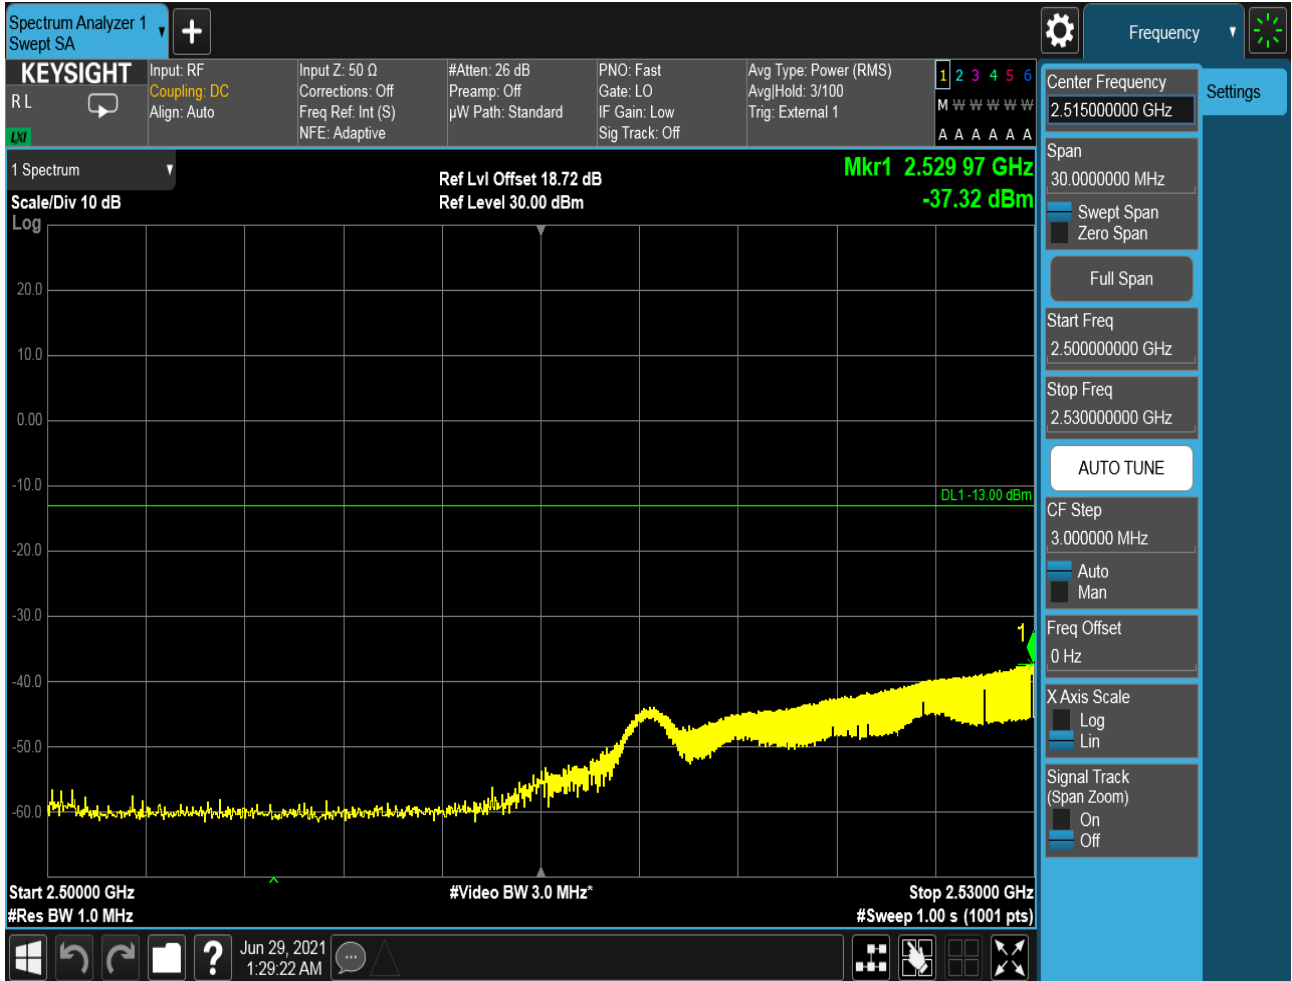 Spectrum Analyzer 1
Swept SA
+
Frequency
KEYSIGHT
R L
LXI
Input: RF
Coupling: DC
Align: Auto
Input Z: 50 Ω
Corrections: Off
Freq Ref: Int (S)
NFE: Adaptive
#Atten: 26 dB
Preamp: Off
µW Path: Standard
PNO: Fast
Gate: LO
IF Gain: Low
Sig Track: Off
Avg Type: Power (RMS)
Avg|Hold: 3/100
Trig: External 1
1 2 3 4 5 6
M W W W W W
A A A A A A
1 Spectrum
Scale/Div 10 dB
Log
Ref Lvl Offset 18.72 dB
Ref Level 30.00 dBm
Mkr1 2.529 97 GHz
-37.32 dBm
20.0
10.0
0.00
-10.0
DL1 -13.00 dBm
-20.0
-30.0
1
-40.0
-50.0
-60.0
Start 2.50000 GHz
#Video BW 3.0 MHz*
Stop 2.53000 GHz
#Res BW 1.0 MHz
#Sweep 1.00 s (1001 pts)
?
Jun 29, 2021
1:29:22 AM
Center Frequency
2.515000000 GHz
Settings
Span
30.0000000 MHz
Swept Span
Zero Span
Full Span
Start Freq
2.500000000 GHz
Stop Freq
2.530000000 GHz
AUTO TUNE
CF Step
3.000000 MHz
Auto
Man
Freq Offset
0 Hz
X Axis Scale
Log
Lin
Signal Track
(Span Zoom)
On
Off